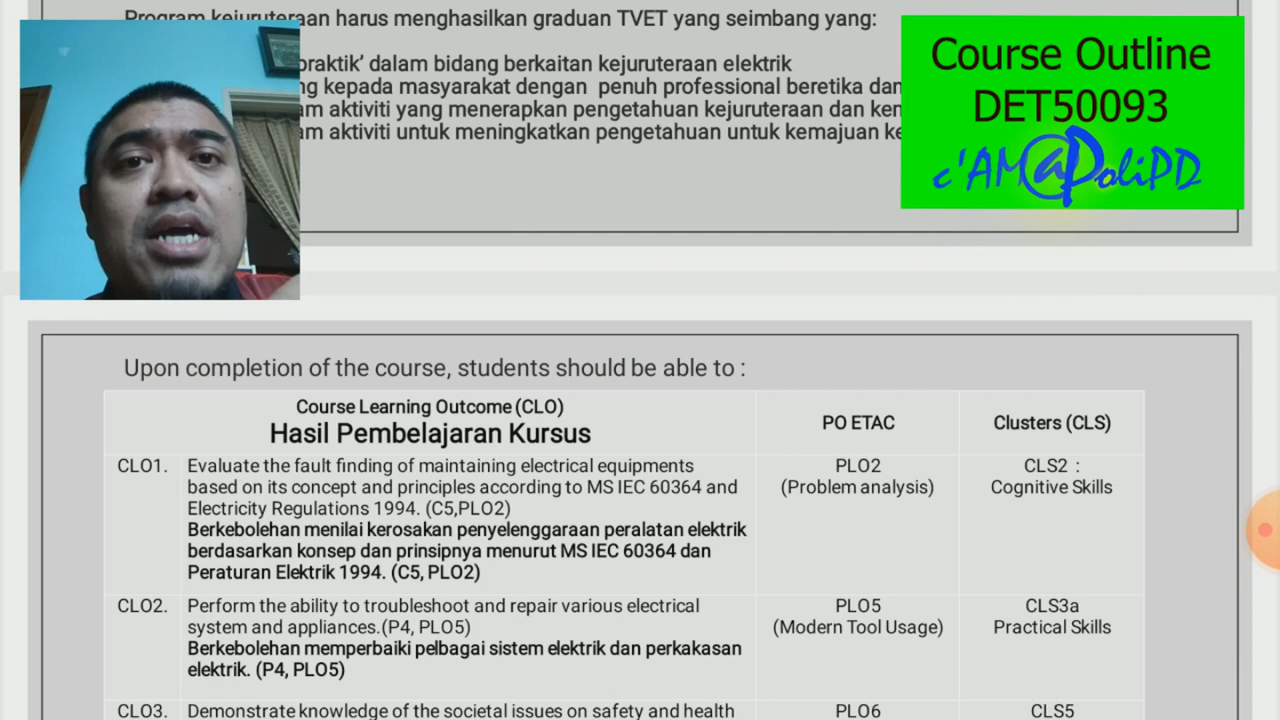 Program kejuruteraan harus menghasilkan graduan TVET yang seimbang yang:
praktik’ dalam bidang berkaitan kejuruteraan elektrik
kepada masyarakat dengan penuh professional beretika dan
aktiviti yang menerapkan pengetahuan kejuruteraan dan
aktiviti untuk meningkatkan pengetahuan untuk kemajuan
Course Outline
DET50093
c'AM@PoliPD
Upon completion of the course, students should be able to :
Course Learning Outcome (CLO)
Hasil Pembelajaran Kursus
PO ETAC
Clusters (CLS)
CLO1.
Evaluate the fault finding of maintaining electrical equipments
based on its concept and principles according to MS IEC 60364 and
Electricity Regulations 1994. (C5,PLO2)
Berkebolehan menilai kerosakan penyelenggaraan peralatan elektrik
berdasarkan konsep dan prinsipnya menurut MS IEC 60364 dan
Peraturan Elektrik 1994. (C5, PLO2)
PLO2
(Problem analysis)
CLS2 :
Cognitive Skills
CLO2.
Perform the ability to troubleshoot and repair various electrical
system and appliances.(P4, PLO5)
Berkebolehan memperbaiki pelbagai sistem elektrik dan perkakasan
elektrik. (P4, PLO5)
PLO5
(Modern Tool Usage)
CLS3a
Practical Skills
CLO3.
Demonstrate knowledge of the societal issues on safety and health
PLO6
CLS5